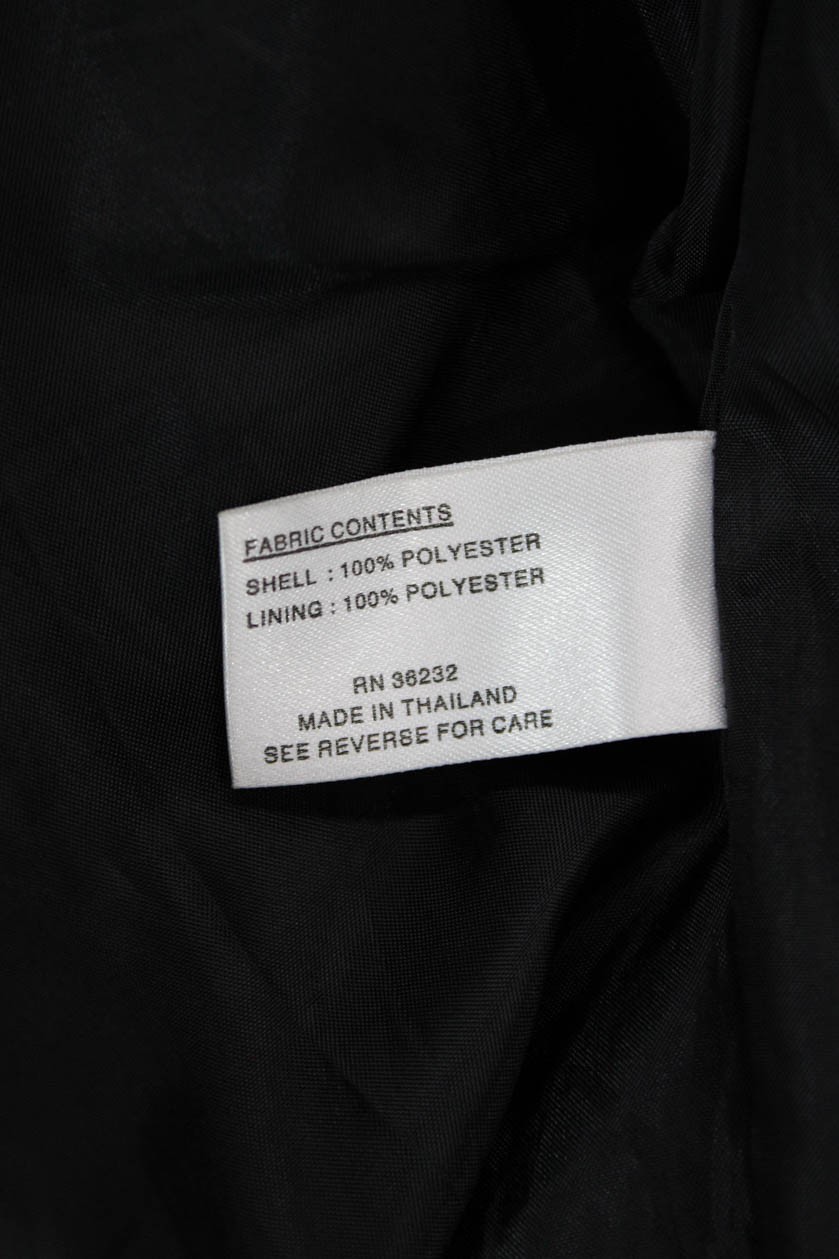 FABRIC CONTENTS
SHELL : 100% POLYESTER
LINING : 100% POLYESTER
RN 36232
MADE IN THAILAND
SEE REVERSE FOR CARE